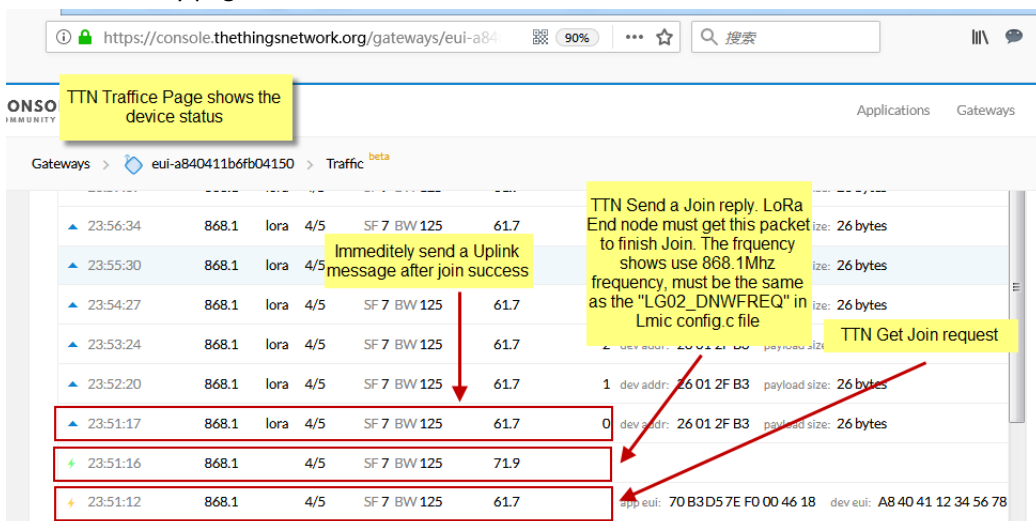 https://console.thethingsnetwork.org/gateways/eui-a84
90%
搜索
TTN Traffice Page shows the
device status
ONSO
MMUNITY
Applications Gateways
Gateways > eui-a840411b6fb04150 > Traffic beta
23:56:34 868.1 lora 4/5 SF 7 BW 125 61.7 ize: 26 bytes
23:55:30 868.1 lora 4/5 ize: 26 bytes
23:54:27 868.1 lora 4/5 SF 7 BW 125 61.7 ize: 26 bytes
23:53:24 868.1 lora 4/5 SF 7 BW 125 61.7 2 dev addr: 26 01 2F B3 payload size: 26 bytes
23:52:20 868.1 lora 4/5 SF 7 BW 125 61.7 1 dev addr: 26 01 2F B3 payload size: 26 bytes
23:51:17 868.1 lora 4/5 SF 7 BW 125 61.7 0 dev addr: 26 01 2F B3 payload size: 26 bytes
23:51:16 868.1 4/5 SF 7 BW 125 71.9
23:51:12 868.1 4/5 SF 7 BW 125 61.7 app eui: 70 B3 D5 7E F0 00 46 18 dev eui: A8 40 41 12 34 56 78
Immeditely send a Uplink
message after join success
TTN Send a Join reply. LoRa
End node must get this packet
to finish Join. The frquency
shows use 868.1Mhz
frequency, must be the same
as the "LG02_DNWFREQ" in
Lmic config.c file
TTN Get Join request